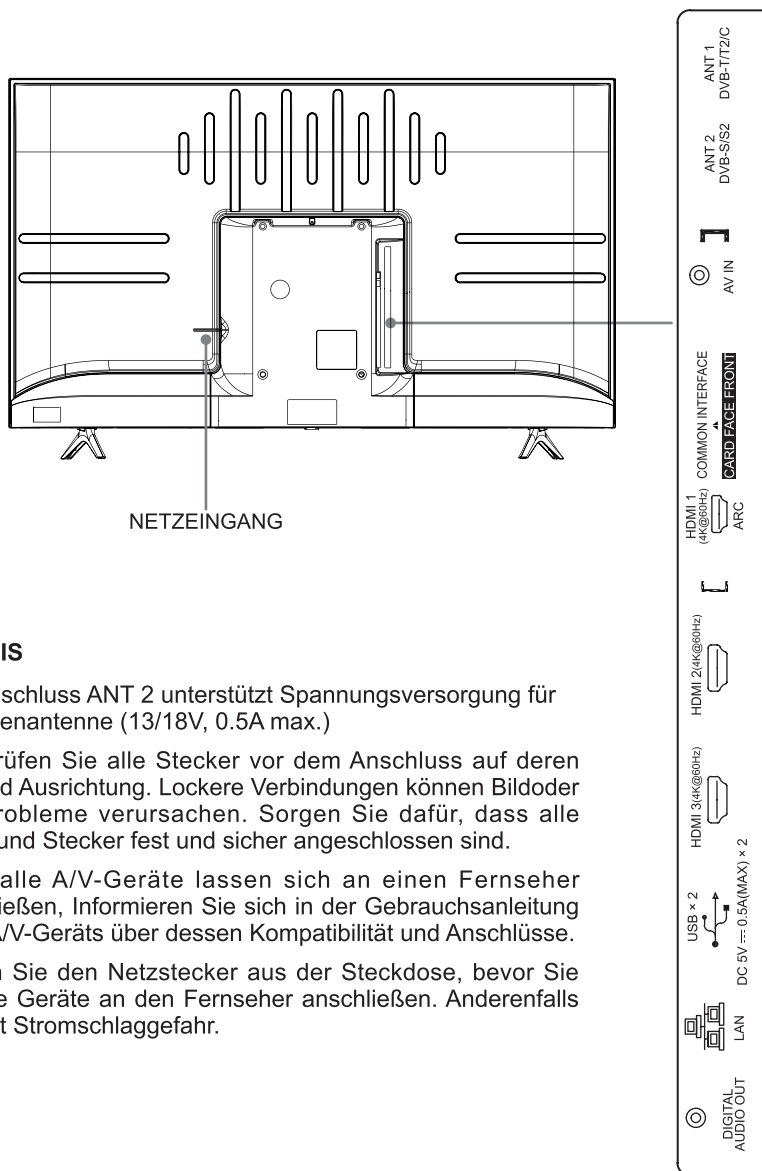 NETZEINGANG
IS
schluss ANT 2 unterstützt Spannungsversorgung für
enantenne (13/18V, 0.5A max.)
rüfen Sie alle Stecker vor dem Anschluss auf deren
d Ausrichtung. Lockere Verbindungen können Bildoder
robleme verursachen. Sorgen Sie dafür, dass alle
und Stecker fest und sicher angeschlossen sind.
alle A/V-Geräte lassen sich an einen Fernseher
ießen, Informieren Sie sich in der Gebrauchsanleitung
/V-Geräts über dessen Kompatibilität und Anschlüsse.
n Sie den Netzstecker aus der Steckdose, bevor Sie
e Geräte an den Fernseher anschließen. Anderenfalls
t Stromschlaggefahr.
ANT 1
DVB-T/T2/C
ANT 2
DVB-S/S2
AV IN
COMMON INTERFACE
CARD FACE FRONT
HDMI 1
(4K@60Hz)
ARC
HDMI 2(4K@60Hz)
HDMI 3(4K@60Hz)
USB × 2
DC 5V ⎓ 0.5A(MAX) × 2
LAN
DIGITAL
AUDIO OUT